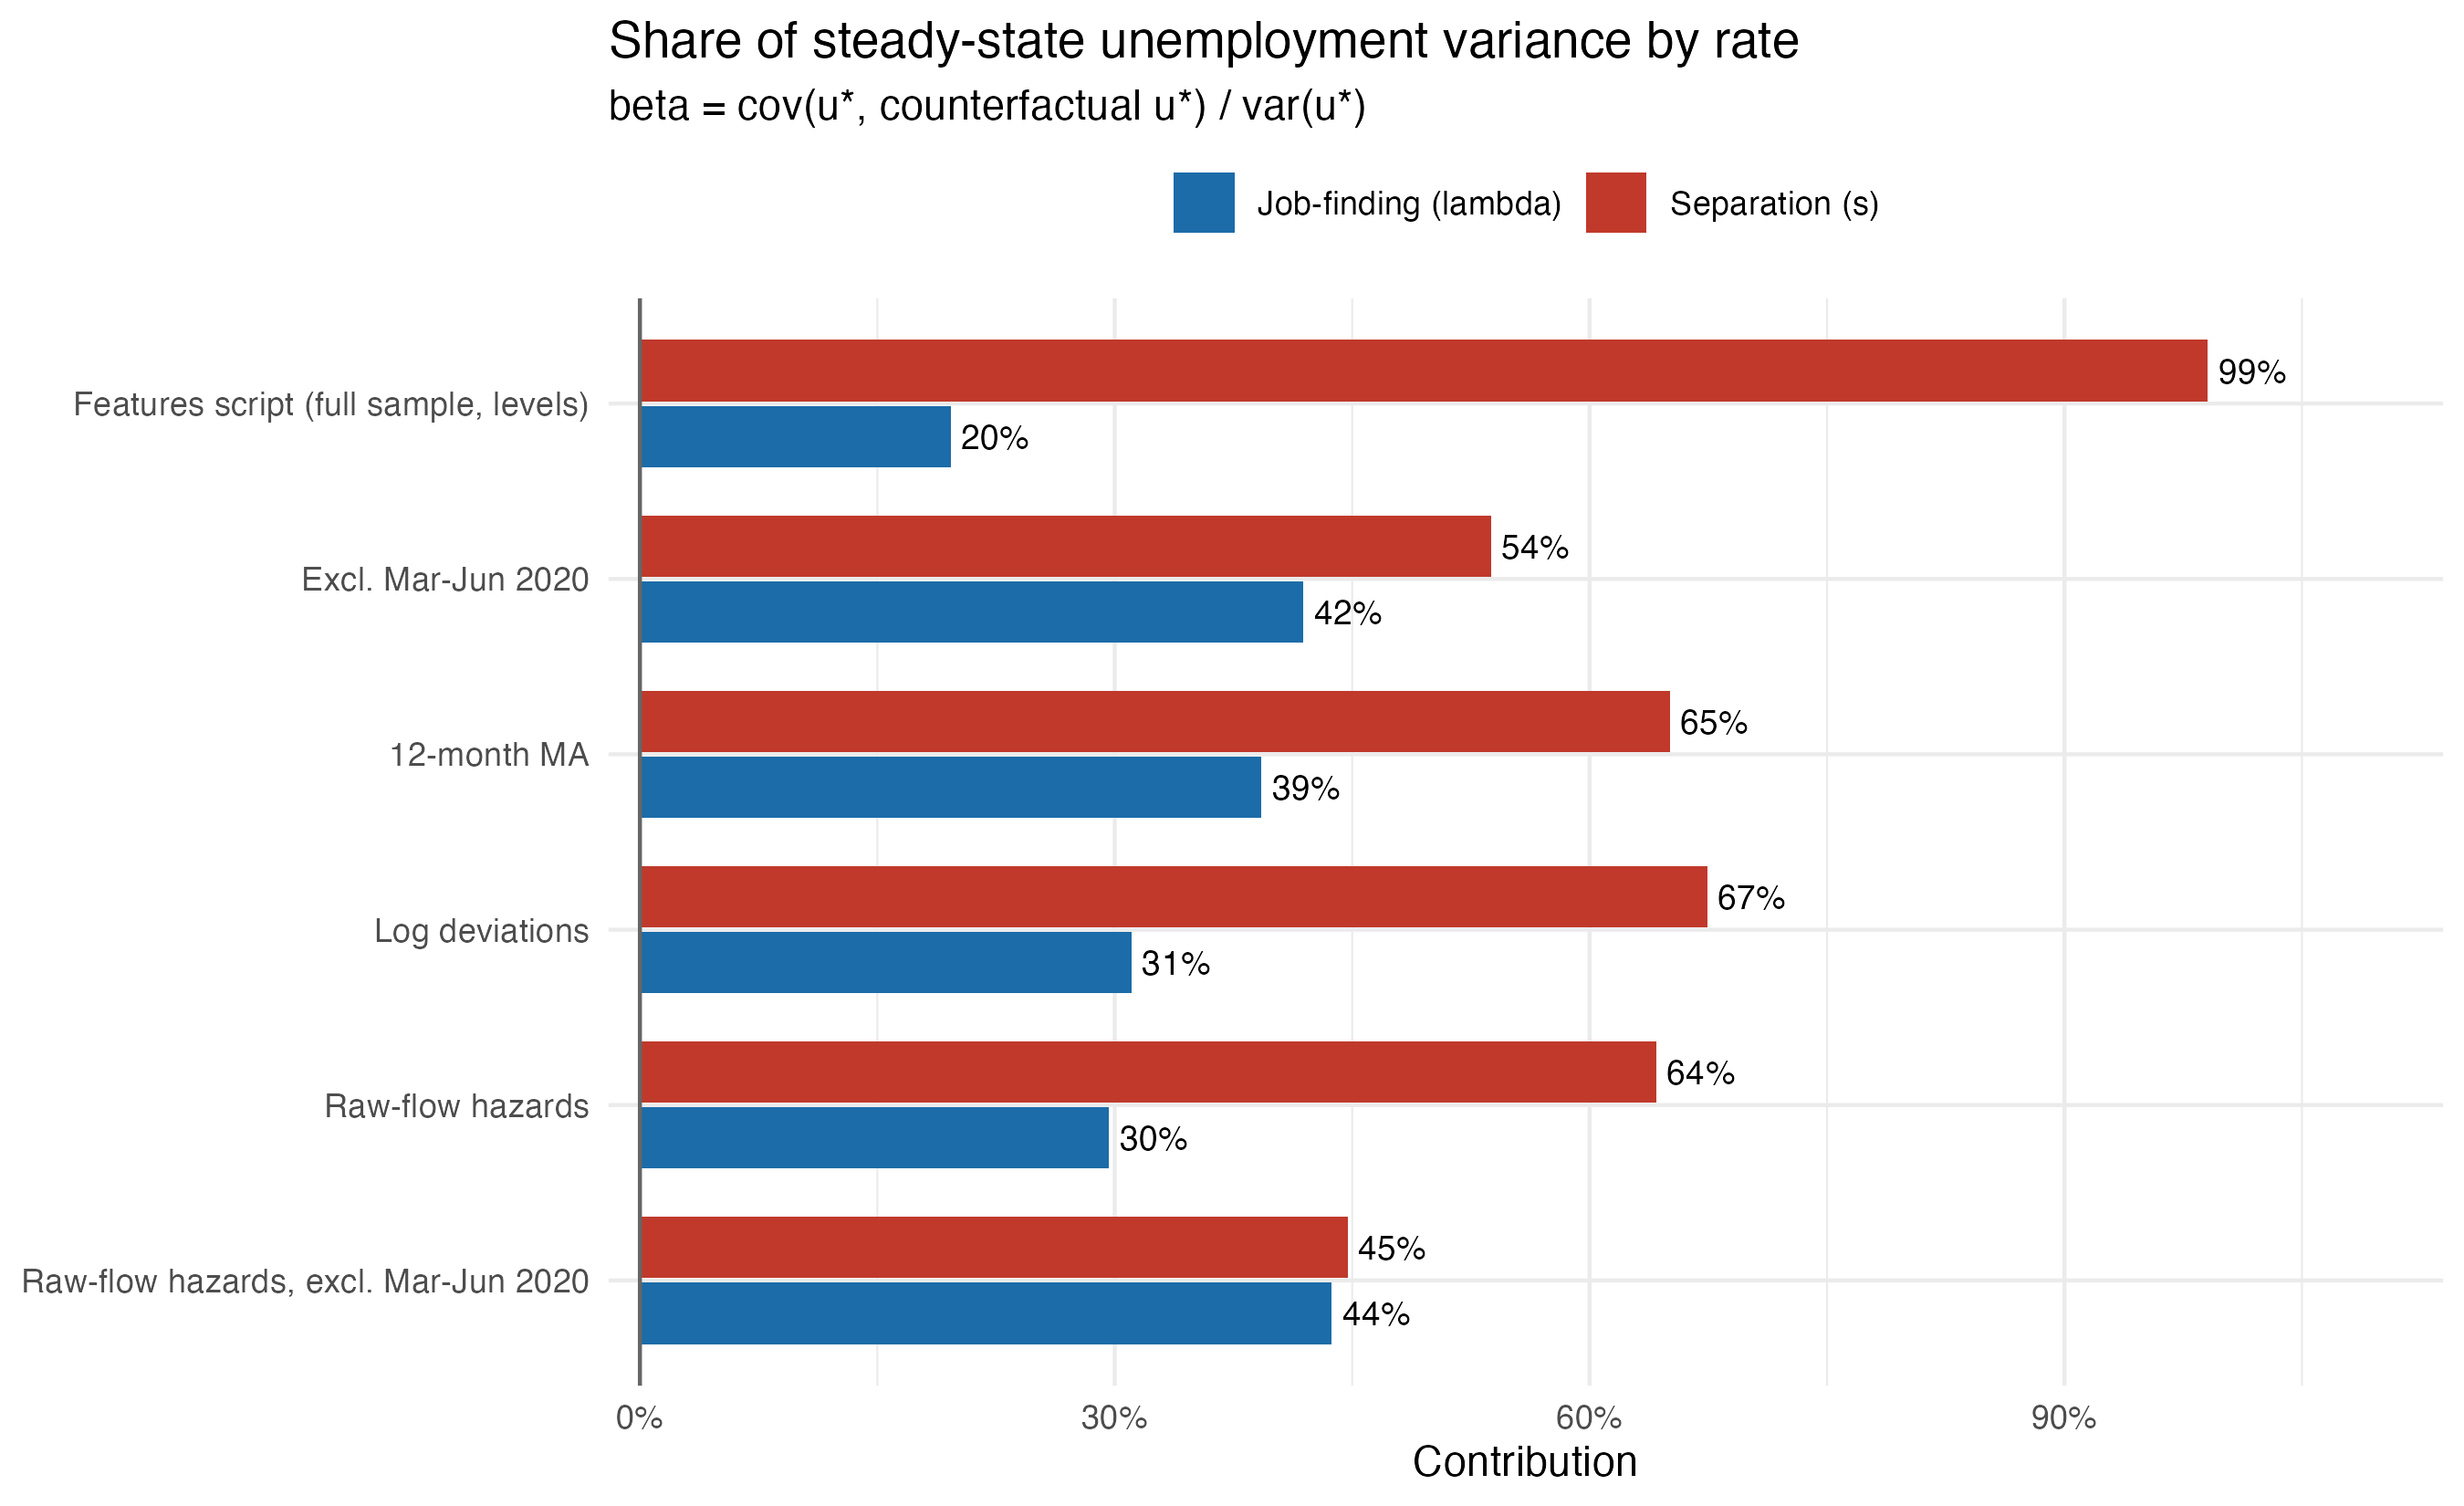 Share of steady-state unemployment variance by rate
beta = cov(u*, counterfactual u*) / var(u*)
Job-finding (lambda)
Separation (s)
Features script (full sample, levels)
99%
20%
Excl. Mar-Jun 2020
54%
42%
12-month MA
65%
39%
Log deviations
67%
31%
Raw-flow hazards
64%
30%
Raw-flow hazards, excl. Mar-Jun 2020
45%
44%
0%
30%
60%
90%
Contribution